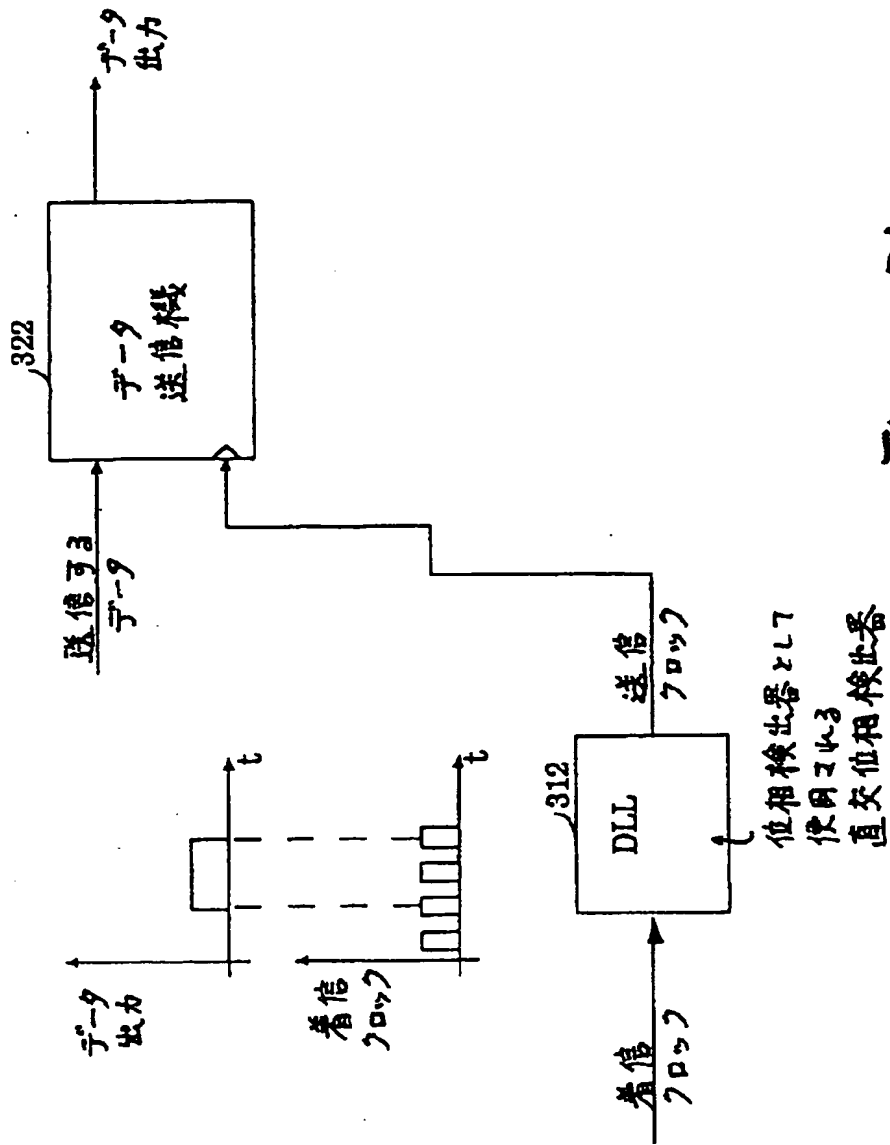 データ
出力
322
データ
送信機
送信する
データ
データ
出力
t
着信
クロック
t
送信
クロック
312
DLL
着信
クロック
位相検出器として
使用される
直交位相検出器